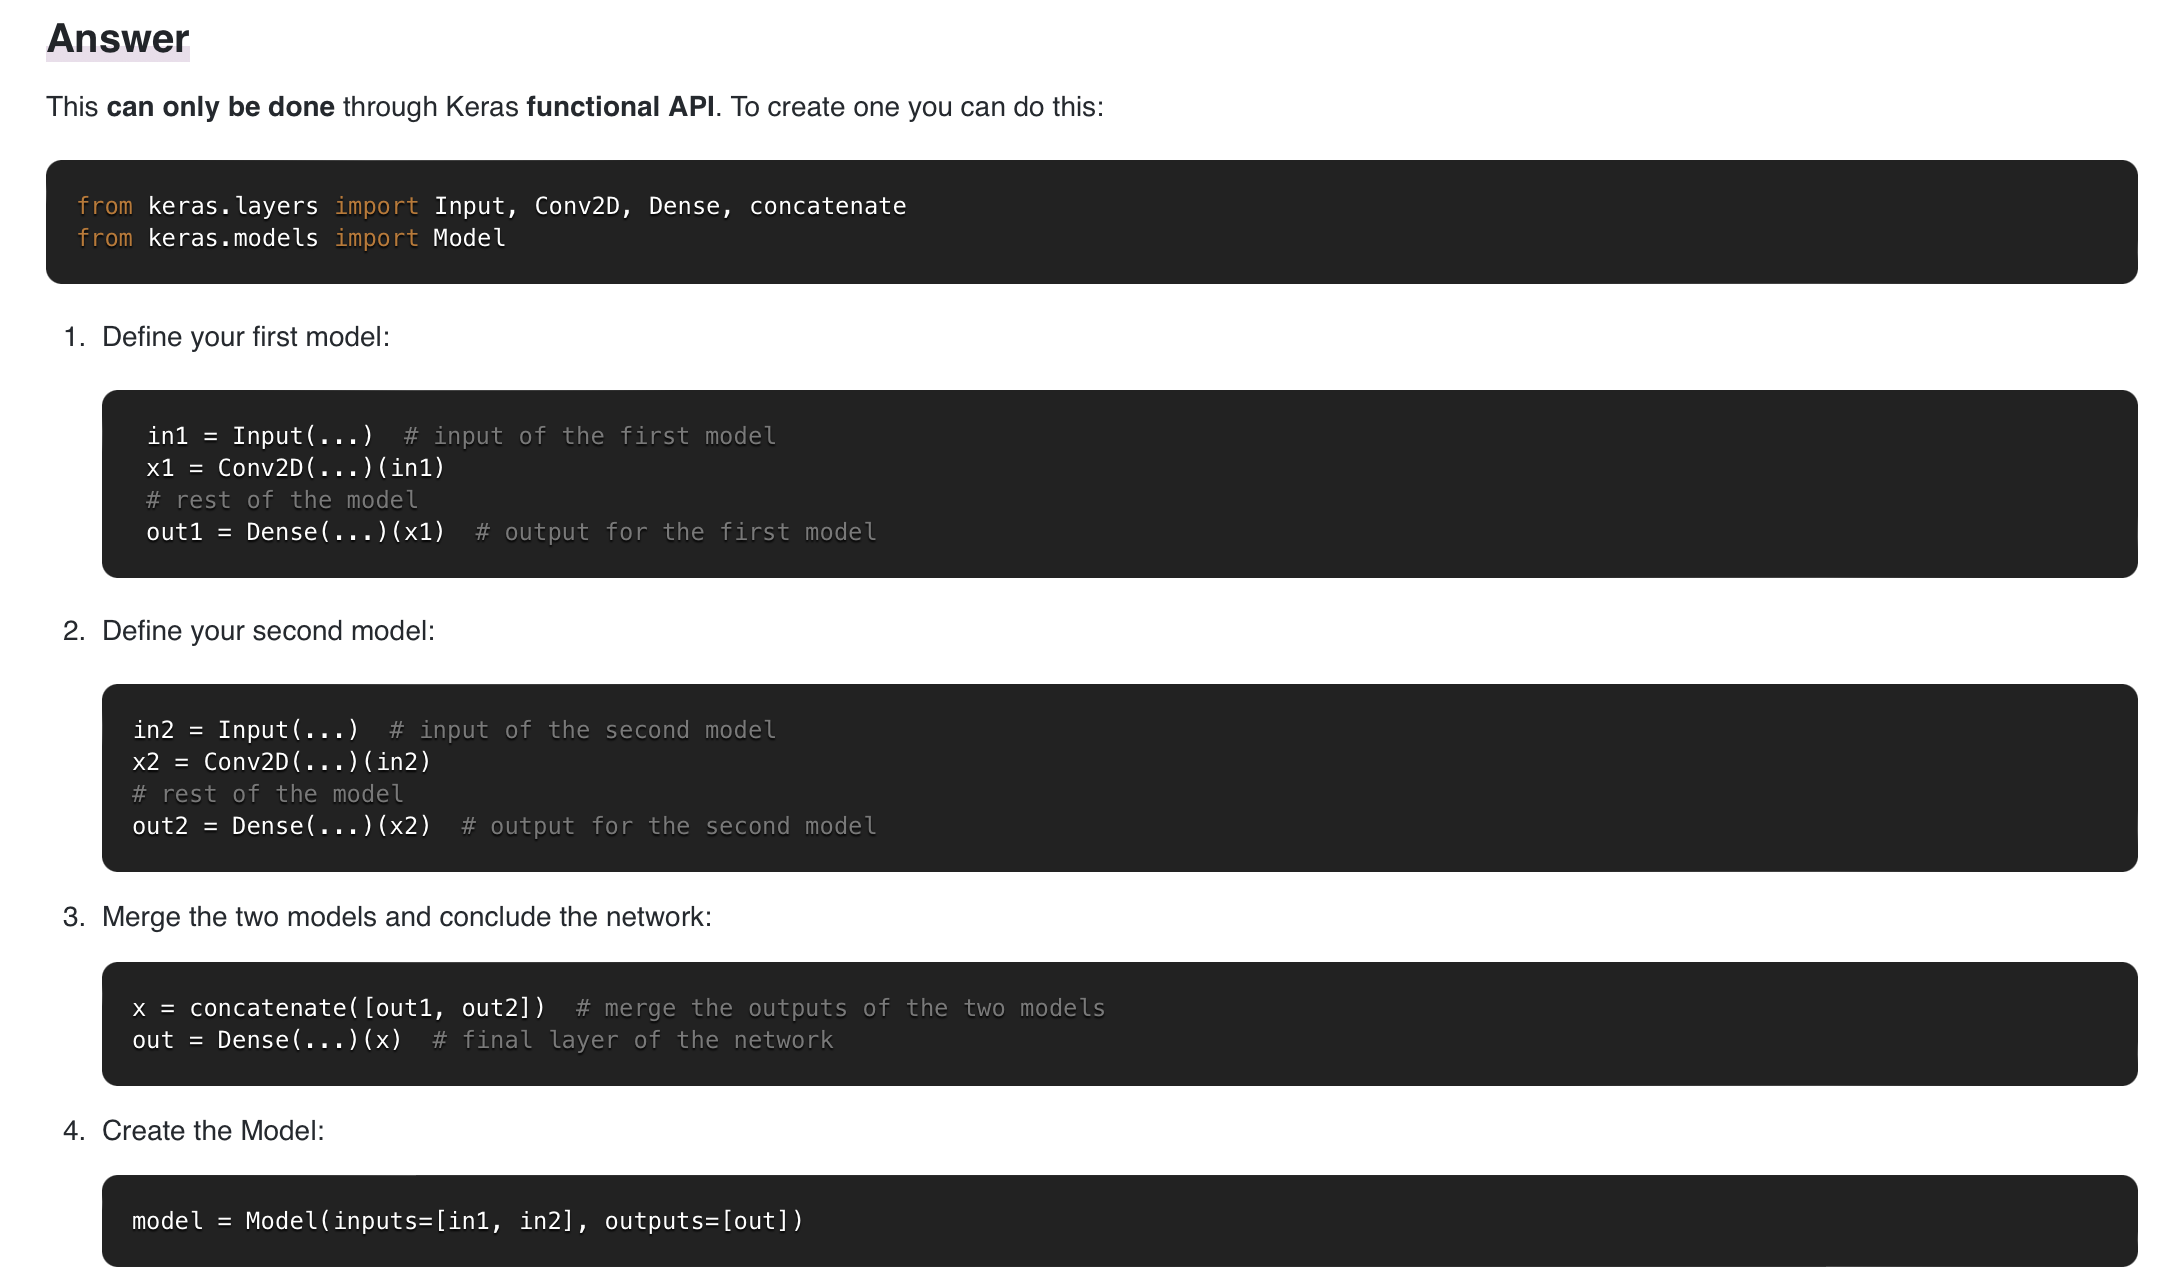 Answer
This can only be done through Keras functional API. To create one you can do this:
from keras.layers import Input, Conv2D, Dense, concatenate
from keras.models import Model
1. Define your first model:
in1 = Input(...)  # input of the first model
x1 = Conv2D(...)(in1)
# rest of the model
out1 = Dense(...)(x1)  # output for the first model
2. Define your second model:
in2 = Input(...)  # input of the second model
x2 = Conv2D(...)(in2)
# rest of the model
out2 = Dense(...)(x2)  # output for the second model
3. Merge the two models and conclude the network:
x = concatenate([out1, out2])  # merge the outputs of the two models
out = Dense(...)(x)  # final layer of the network
4. Create the Model:
model = Model(inputs=[in1, in2], outputs=[out])